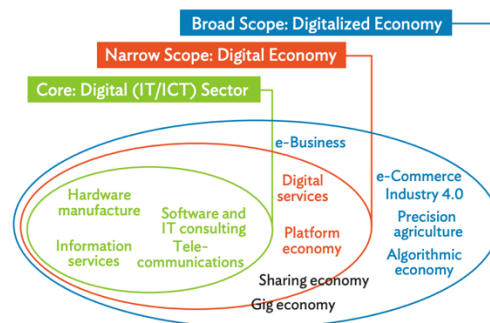 Broad Scope: Digitalized Economy
Narrow Scope: Digital Economy
Core: Digital (IT/ICT) Sector
e-Business
Hardware
manufacture
Software and
IT consulting
Information
services
Tele-
communications
Digital
services
Platform
economy
e-Commerce
Industry 4.0
Precision
agriculture
Algorithmic
economy
Sharing economy
Gig economy